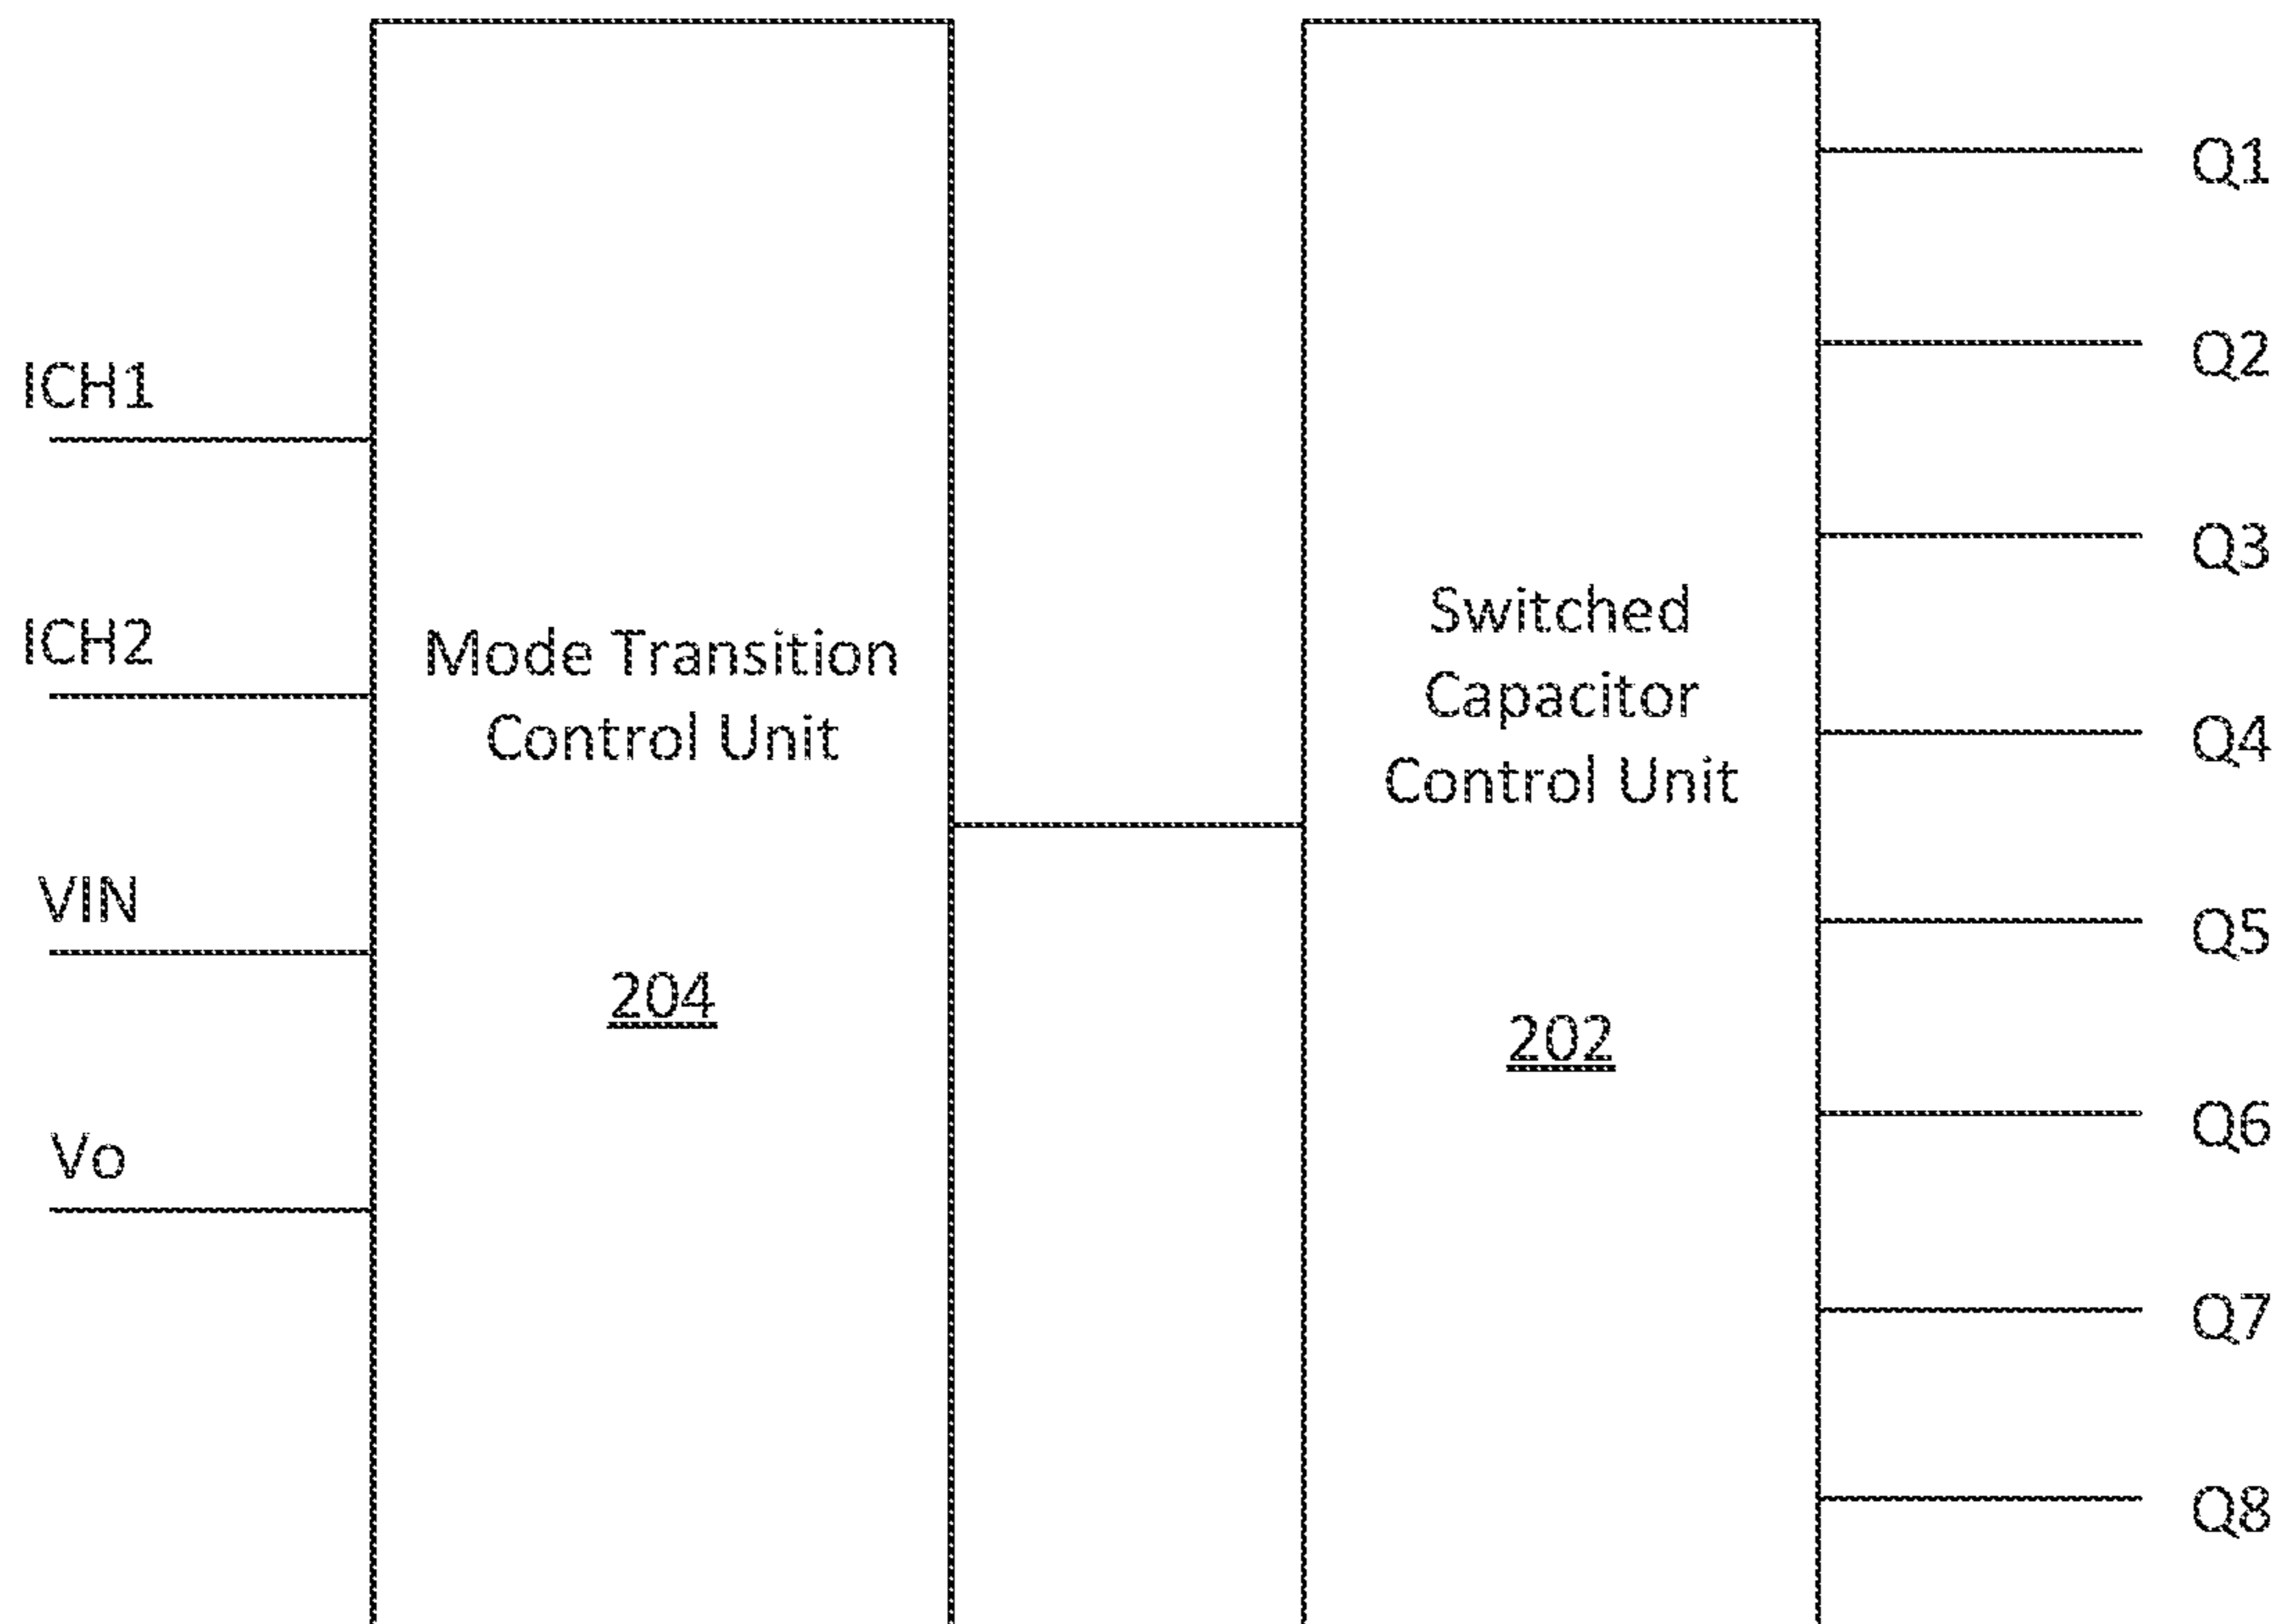 ICH1
ICH2
VIN
Vo
Mode Transition
Control Unit
204
Switched
Capacitor
Control Unit
202
Q1
Q2
Q3
Q4
Q5
Q6
Q7
Q8